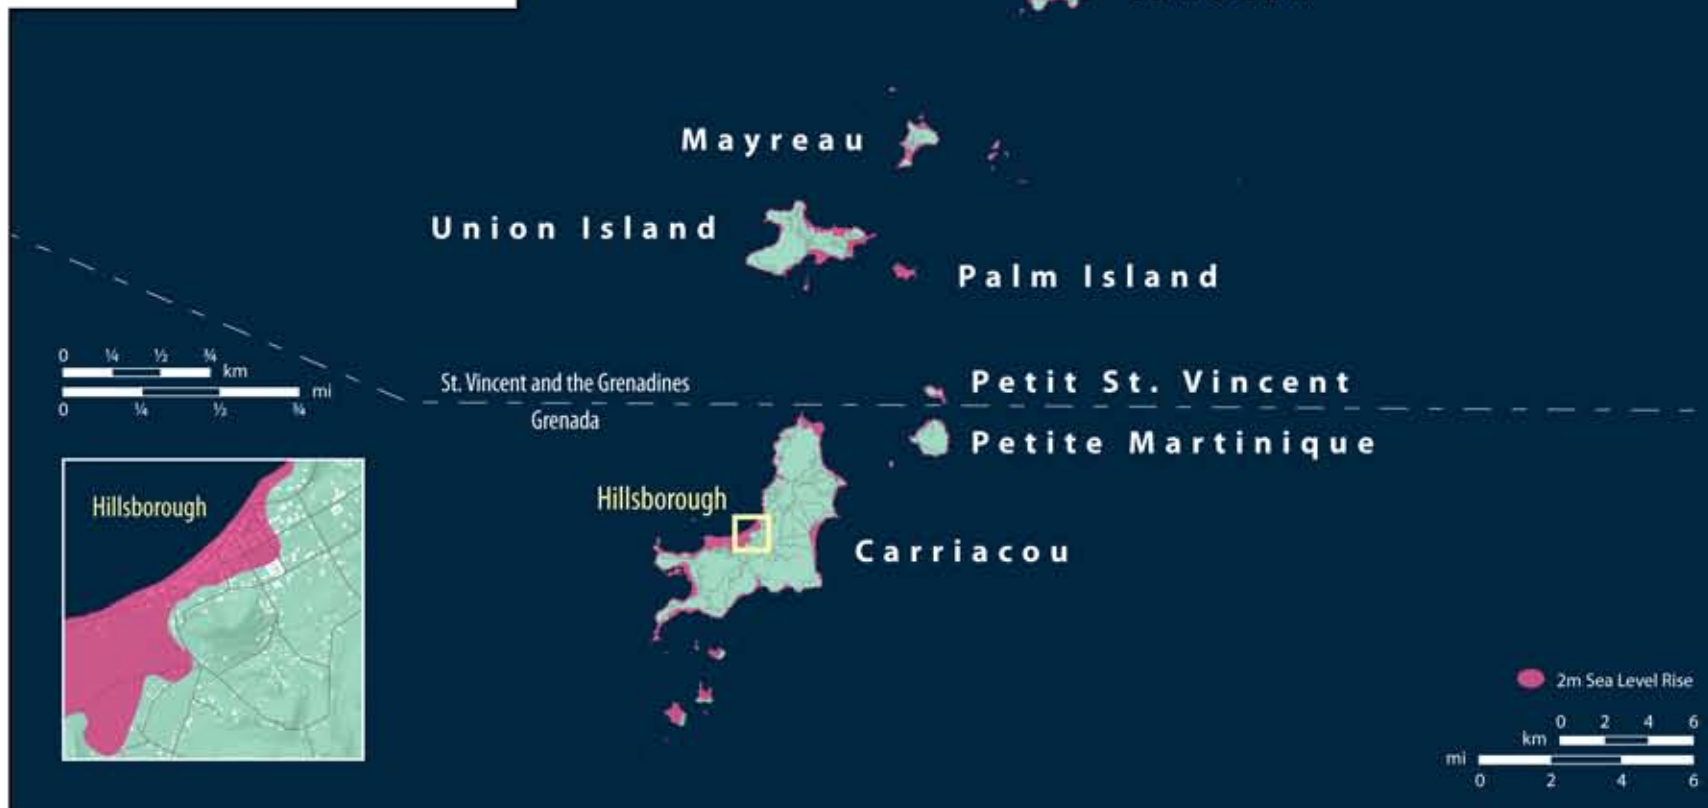 Mayreau
Union Island
Palm Island
0 ¼ ½ ¾
km
mi
0 ¼ ½ ¾
St. Vincent and the Grenadines
Grenada
Petit St. Vincent
Petite Martinique
Hillsborough
Hillsborough
Carriacou
2m Sea Level Rise
0 2 4 6
km
mi
0 2 4 6